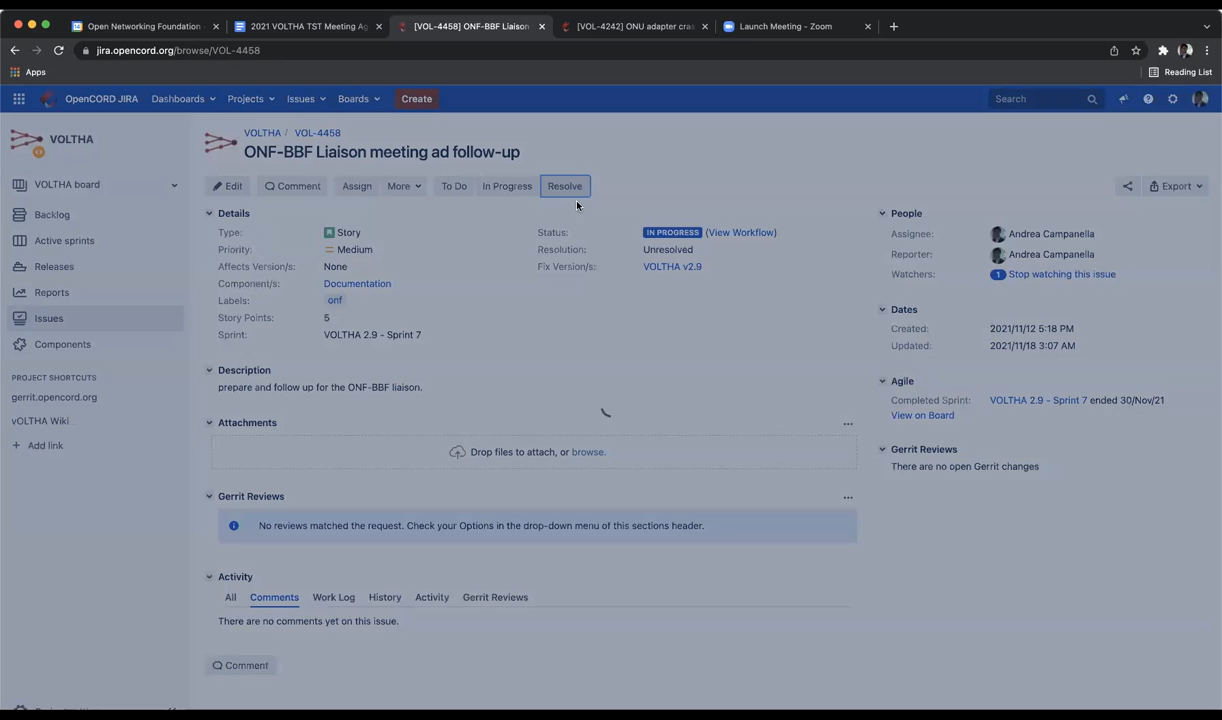 Open Networking Foundation -
2021 VOLTHA TST Meeting Ag
[VOL-4458] ONF-BBF Liaison
[VOL-4242] ONU adapter cras
Launch Meeting - Zoom
jira.opencord.org/browse/VOL-4458
Apps
Reading List
OpenCORD JIRA
Dashboards
Projects
Issues
Boards
Create
Search
VOLTHA
VOLTHA board
Backlog
Active sprints
Releases
Reports
Issues
Components
PROJECT SHORTCUTS
gerrit.opencord.org
vOLTHA Wiki
+ Add link
VOLTHA / VOL-4458
ONF-BBF Liaison meeting ad follow-up
Edit
Comment
Assign
More
To Do
In Progress
Resolve
Export
Details
Type: Story
Priority: Medium
Affects Version/s: None
Component/s: Documentation
Labels: onf
Story Points: 5
Sprint: VOLTHA 2.9 - Sprint 7
Status: IN PROGRESS (View Workflow)
Resolution: Unresolved
Fix Version/s: VOLTHA v2.9
Description
prepare and follow up for the ONF-BBF liaison.
Attachments
Drop files to attach, or browse.
Gerrit Reviews
No reviews matched the request. Check your Options in the drop-down menu of this sections header.
Activity
All
Comments
Work Log
History
Activity
Gerrit Reviews
There are no comments yet on this issue.
Comment
People
Assignee: Andrea Campanella
Reporter: Andrea Campanella
Watchers: 1 Stop watching this issue
Dates
Created: 2021/11/12 5:18 PM
Updated: 2021/11/18 3:07 AM
Agile
Completed Sprint: VOLTHA 2.9 - Sprint 7 ended 30/Nov/21
View on Board
Gerrit Reviews
There are no open Gerrit changes